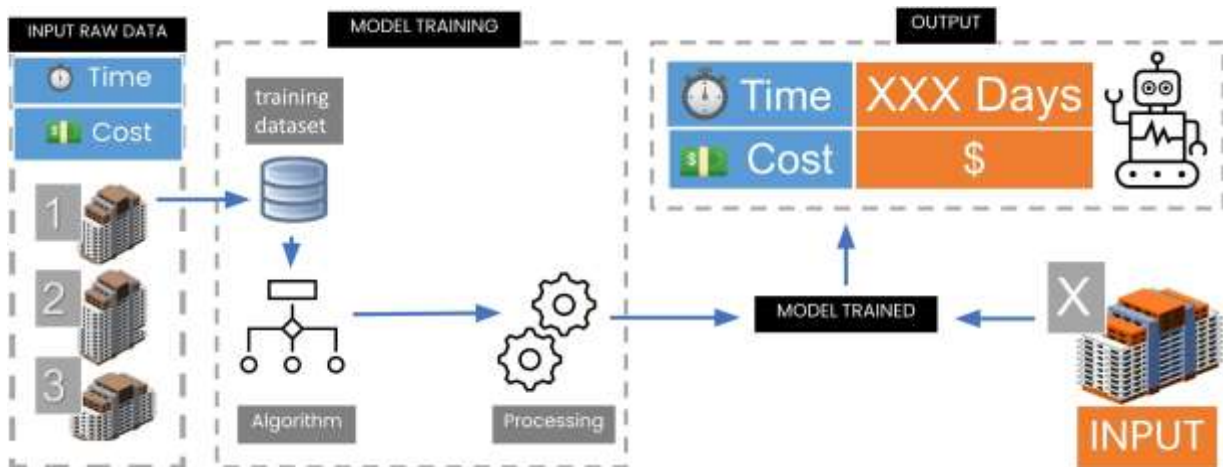 INPUT RAW DATA
Time
Cost
1
2
3
MODEL TRAINING
training
dataset
Algorithm
Processing
OUTPUT
Time
XXX Days
Cost
$
MODEL TRAINED
X
INPUT